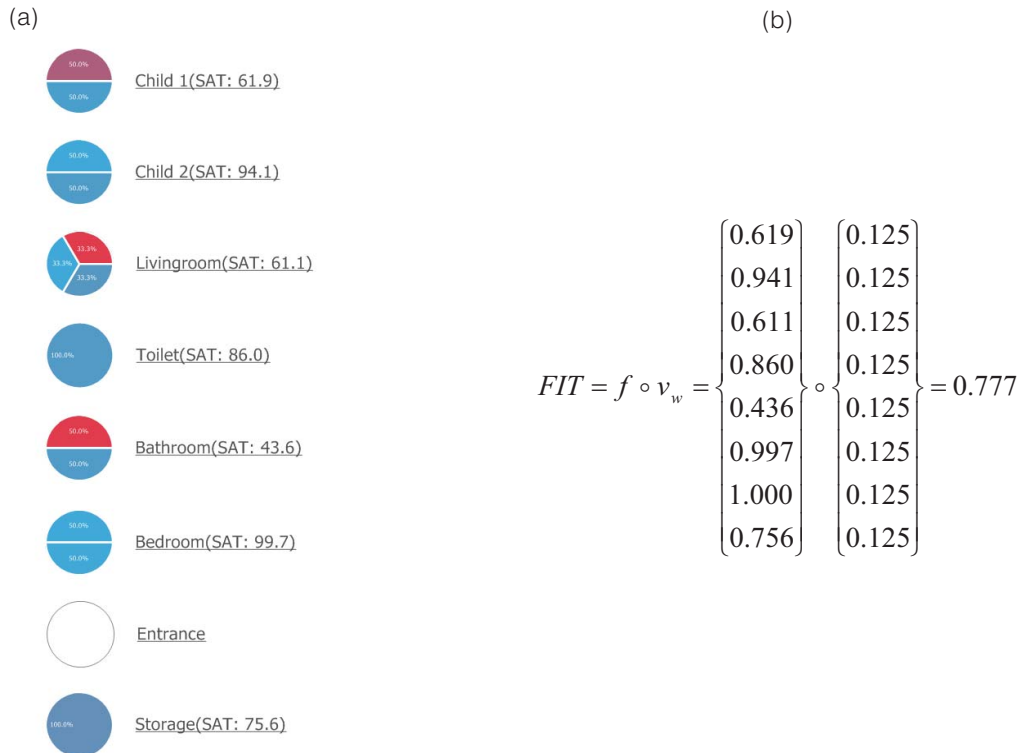 (a)
50.0%
50.0%
Child 1(SAT: 61.9)
50.0%
50.0%
Child 2(SAT: 94.1)
33.3%
33.3%
33.3%
Livingroom(SAT: 61.1)
100.0%
Toilet(SAT: 86.0)
50.0%
50.0%
Bathroom(SAT: 43.6)
50.0%
50.0%
Bedroom(SAT: 99.7)
Entrance
100.0%
Storage(SAT: 75.6)
(b)
FIT = f ∘ v_w = {0.619 0.941 0.611 0.860 0.436 0.997 1.000 0.756} ∘ {0.125 0.125 0.125 0.125 0.125 0.125 0.125 0.125} = 0.777